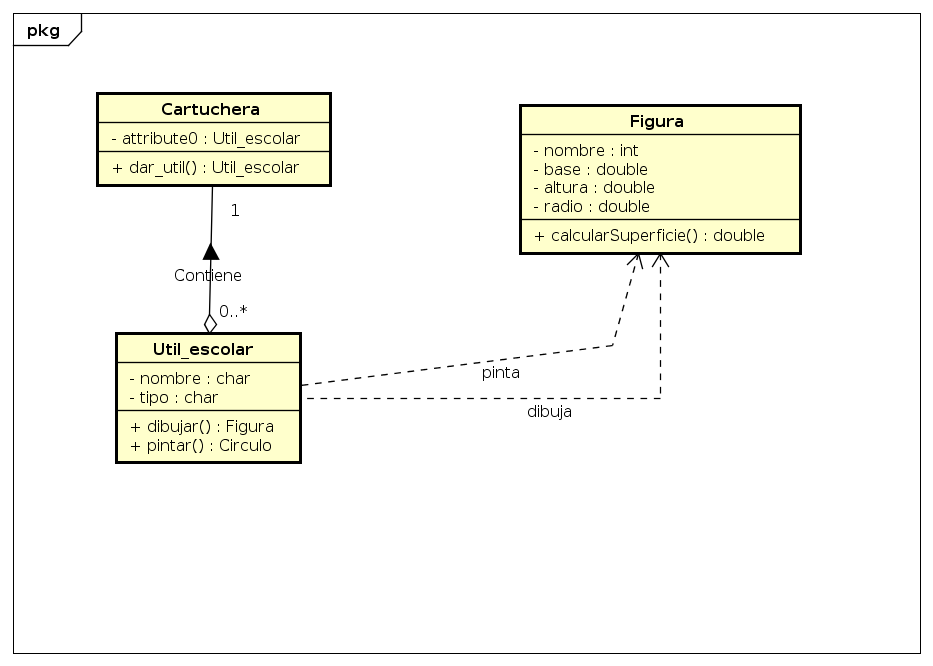 pkg
Cartuchera
- attribute0 : Util_escolar
+ dar_util() : Util_escolar
Figura
- nombre : int
- base : double
- altura : double
- radio : double
+ calcularSuperficie() : double
1
Contiene
0..*
Util_escolar
- nombre : char
- tipo : char
+ dibujar() : Figura
+ pintar() : Circulo
pinta
dibuja